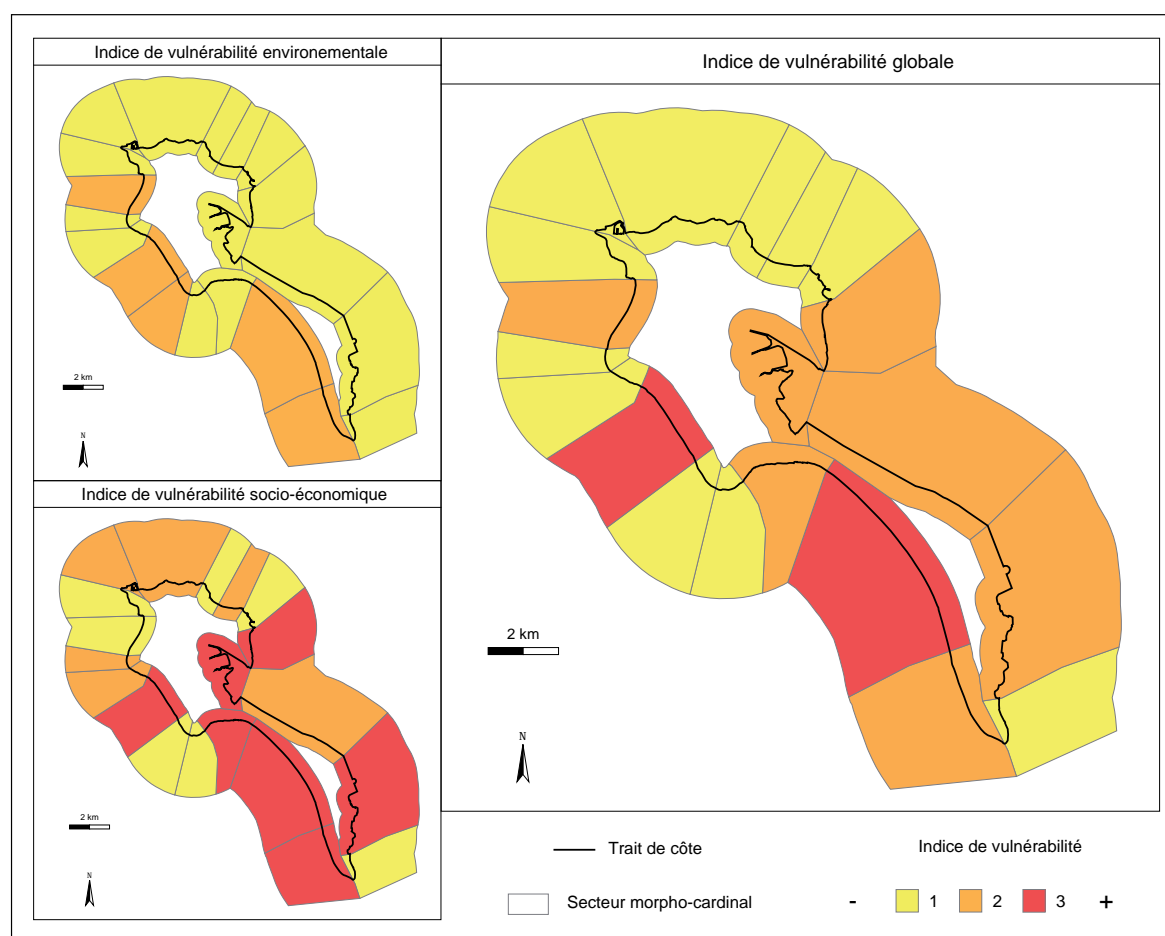 Indice de vulnérabilité environementale
2 km
N
Indice de vulnérabilité socio-économique
2 km
N
Indice de vulnérabilité globale
2 km
N
Trait de côte
Secteur morpho-cardinal
Indice de vulnérabilité
- 1 2 3 +